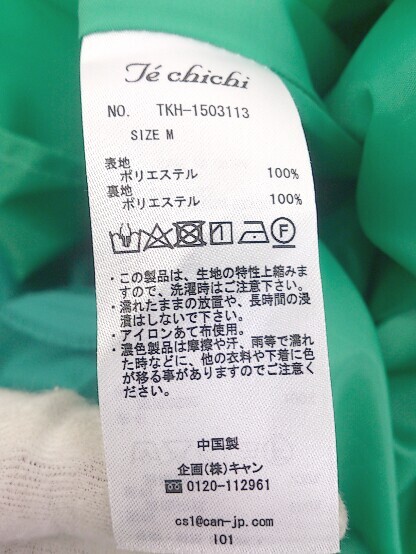 Té chichi
NO. TKH-1503113
SIZE M
表地
ポリエステル 100%
裏地
ポリエステル 100%
・この製品は、生地の特性上縮みま
すので、洗濯時はご注意下さい。
・濡れたままの放置や、長時間の浸
漬はしないで下さい。
・アイロンあて布使用。
・濃色製品は摩擦や汗、雨等で濡れ
た時などに、他の衣料や下着に色
が移る事がありますのでご注意く
ださい。
中国製
企画(株)キャン
0120-112961
cs1@can-jp.com
I01